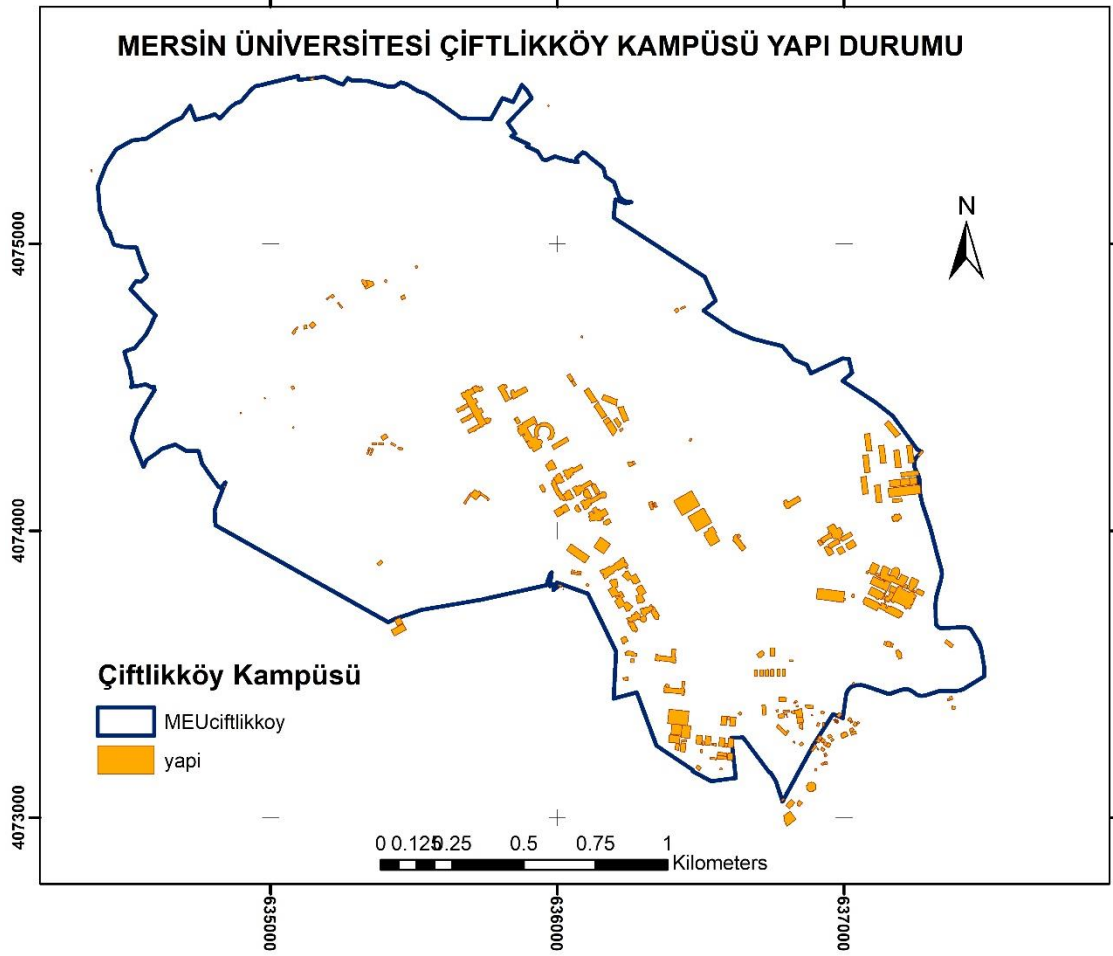 MERSİN ÜNİVERSİTESİ ÇİFTLİKKÖY KAMPÜSÜ YAPI DURUMU
N
4075000
4074000
4073000
Çiftlikköy Kampüsü
MEUciftlikkoy
yapi
0 0.125 0.25 0.5 0.75 1
Kilometers
635000 636000 637000